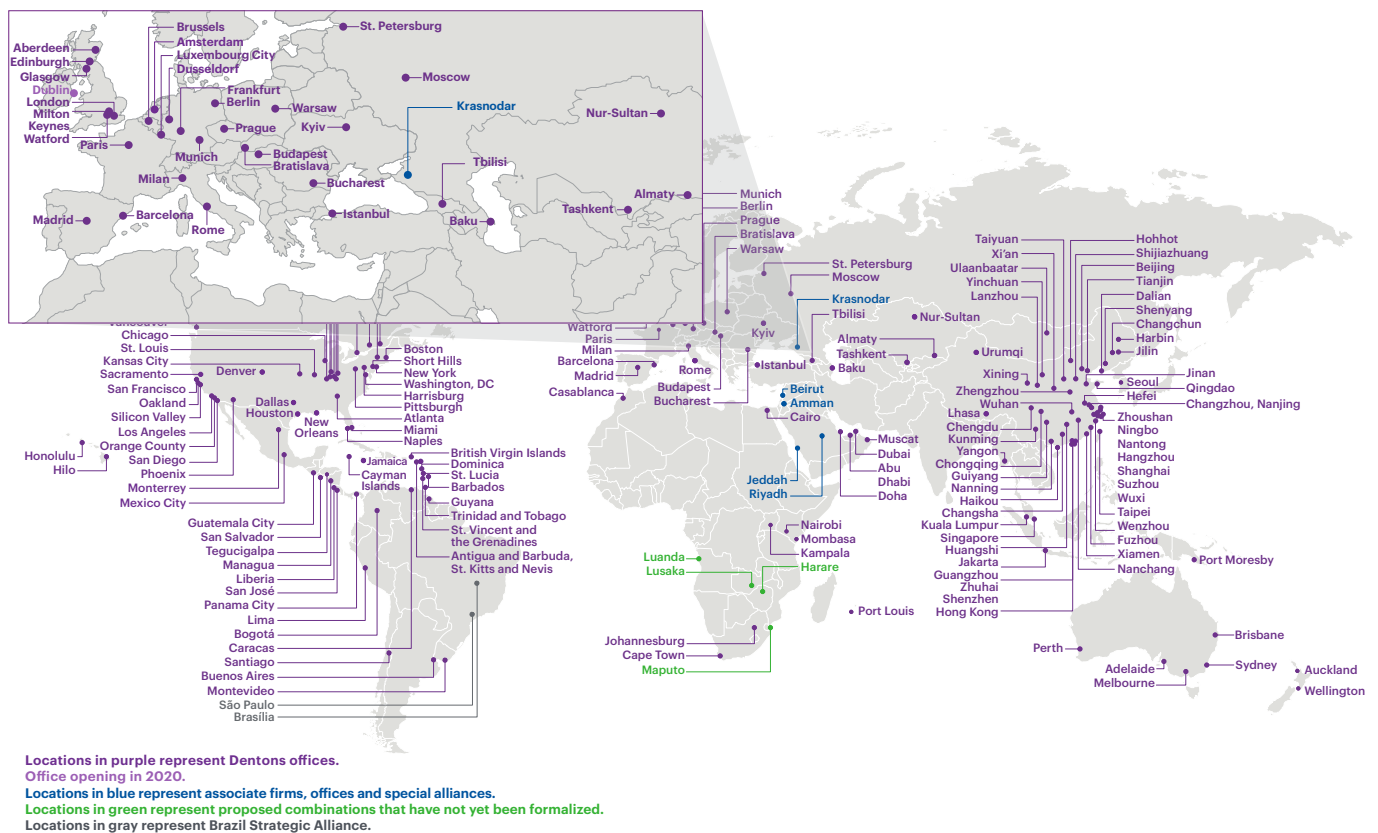 Brussels
St. Petersburg
Amsterdam
Aberdeen
Luxembourg City
Edinburgh
Dusseldorf
Glasgow
Moscow
Dublin
Frankfurt
London
Berlin
Krasnodar
Milton
Keynes
Warsaw
Nur-Sultan
Watford
Prague
Kyiv
Paris
Munich
Budapest
Bratislava
Tbilisi
Milan
Bucharest
Almaty
Madrid
Barcelona
Istanbul
Tashkent
Rome
Baku
Munich
Berlin
Prague
Bratislava
Warsaw
St. Petersburg
Moscow
Krasnodar
Tbilisi
Nur-Sultan
Kyiv
Almaty
Tashkent
Baku
Watford
Paris
Milan
Barcelona
Madrid
Casablanca
Rome
Istanbul
Budapest
Bucharest
Beirut
Amman
Cairo
Muscat
Dubai
Abu
Dhabi
Doha
Jeddah
Riyadh
Nairobi
Mombasa
Kampala
Harare
Luanda
Lusaka
Port Louis
Johannesburg
Cape Town
Maputo
Vancouver
Chicago
St. Louis
Kansas City
Sacramento
San Francisco
Oakland
Silicon Valley
Los Angeles
Orange County
San Diego
Phoenix
Monterrey
Mexico City
Honolulu
Hilo
Denver
Dallas
Houston
New
Orleans
Boston
Short Hills
New York
Washington, DC
Harrisburg
Pittsburgh
Atlanta
Miami
Naples
Jamaica
Cayman
Islands
British Virgin Islands
Dominica
St. Lucia
Barbados
Guyana
Trinidad and Tobago
St. Vincent and
the Grenadines
Antigua and Barbuda,
St. Kitts and Nevis
Guatemala City
San Salvador
Tegucigalpa
Managua
Liberia
San José
Panama City
Lima
Bogotá
Caracas
Santiago
Buenos Aires
Montevideo
São Paulo
Brasília
Taiyuan
Xi'an
Ulaanbaatar
Yinchuan
Lanzhou
Urumqi
Xining
Zhengzhou
Wuhan
Lhasa
Chengdu
Kunming
Yangon
Chongqing
Guiyang
Nanning
Haikou
Changsha
Kuala Lumpur
Singapore
Huangshi
Jakarta
Guangzhou
Zhuhai
Shenzhen
Hong Kong
Hohhot
Shijiazhuang
Beijing
Tianjin
Dalian
Shenyang
Changchun
Harbin
Jilin
Jinan
Seoul
Qingdao
Hefei
Changzhou, Nanjing
Zhoushan
Ningbo
Nantong
Hangzhou
Shanghai
Suzhou
Wuxi
Taipei
Wenzhou
Fuzhou
Xiamen
Nanchang
Port Moresby
Perth
Brisbane
Adelaide
Sydney
Melbourne
Auckland
Wellington
Locations in purple represent Dentons offices.
Office opening in 2020.
Locations in blue represent associate firms, offices and special alliances.
Locations in green represent proposed combinations that have not yet been formalized.
Locations in gray represent Brazil Strategic Alliance.